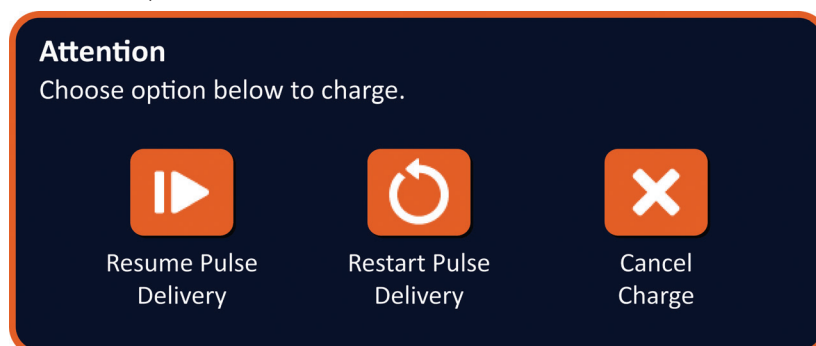 Attention
Choose option below to charge.
Resume Pulse
Delivery
Restart Pulse
Delivery
Cancel
Charge